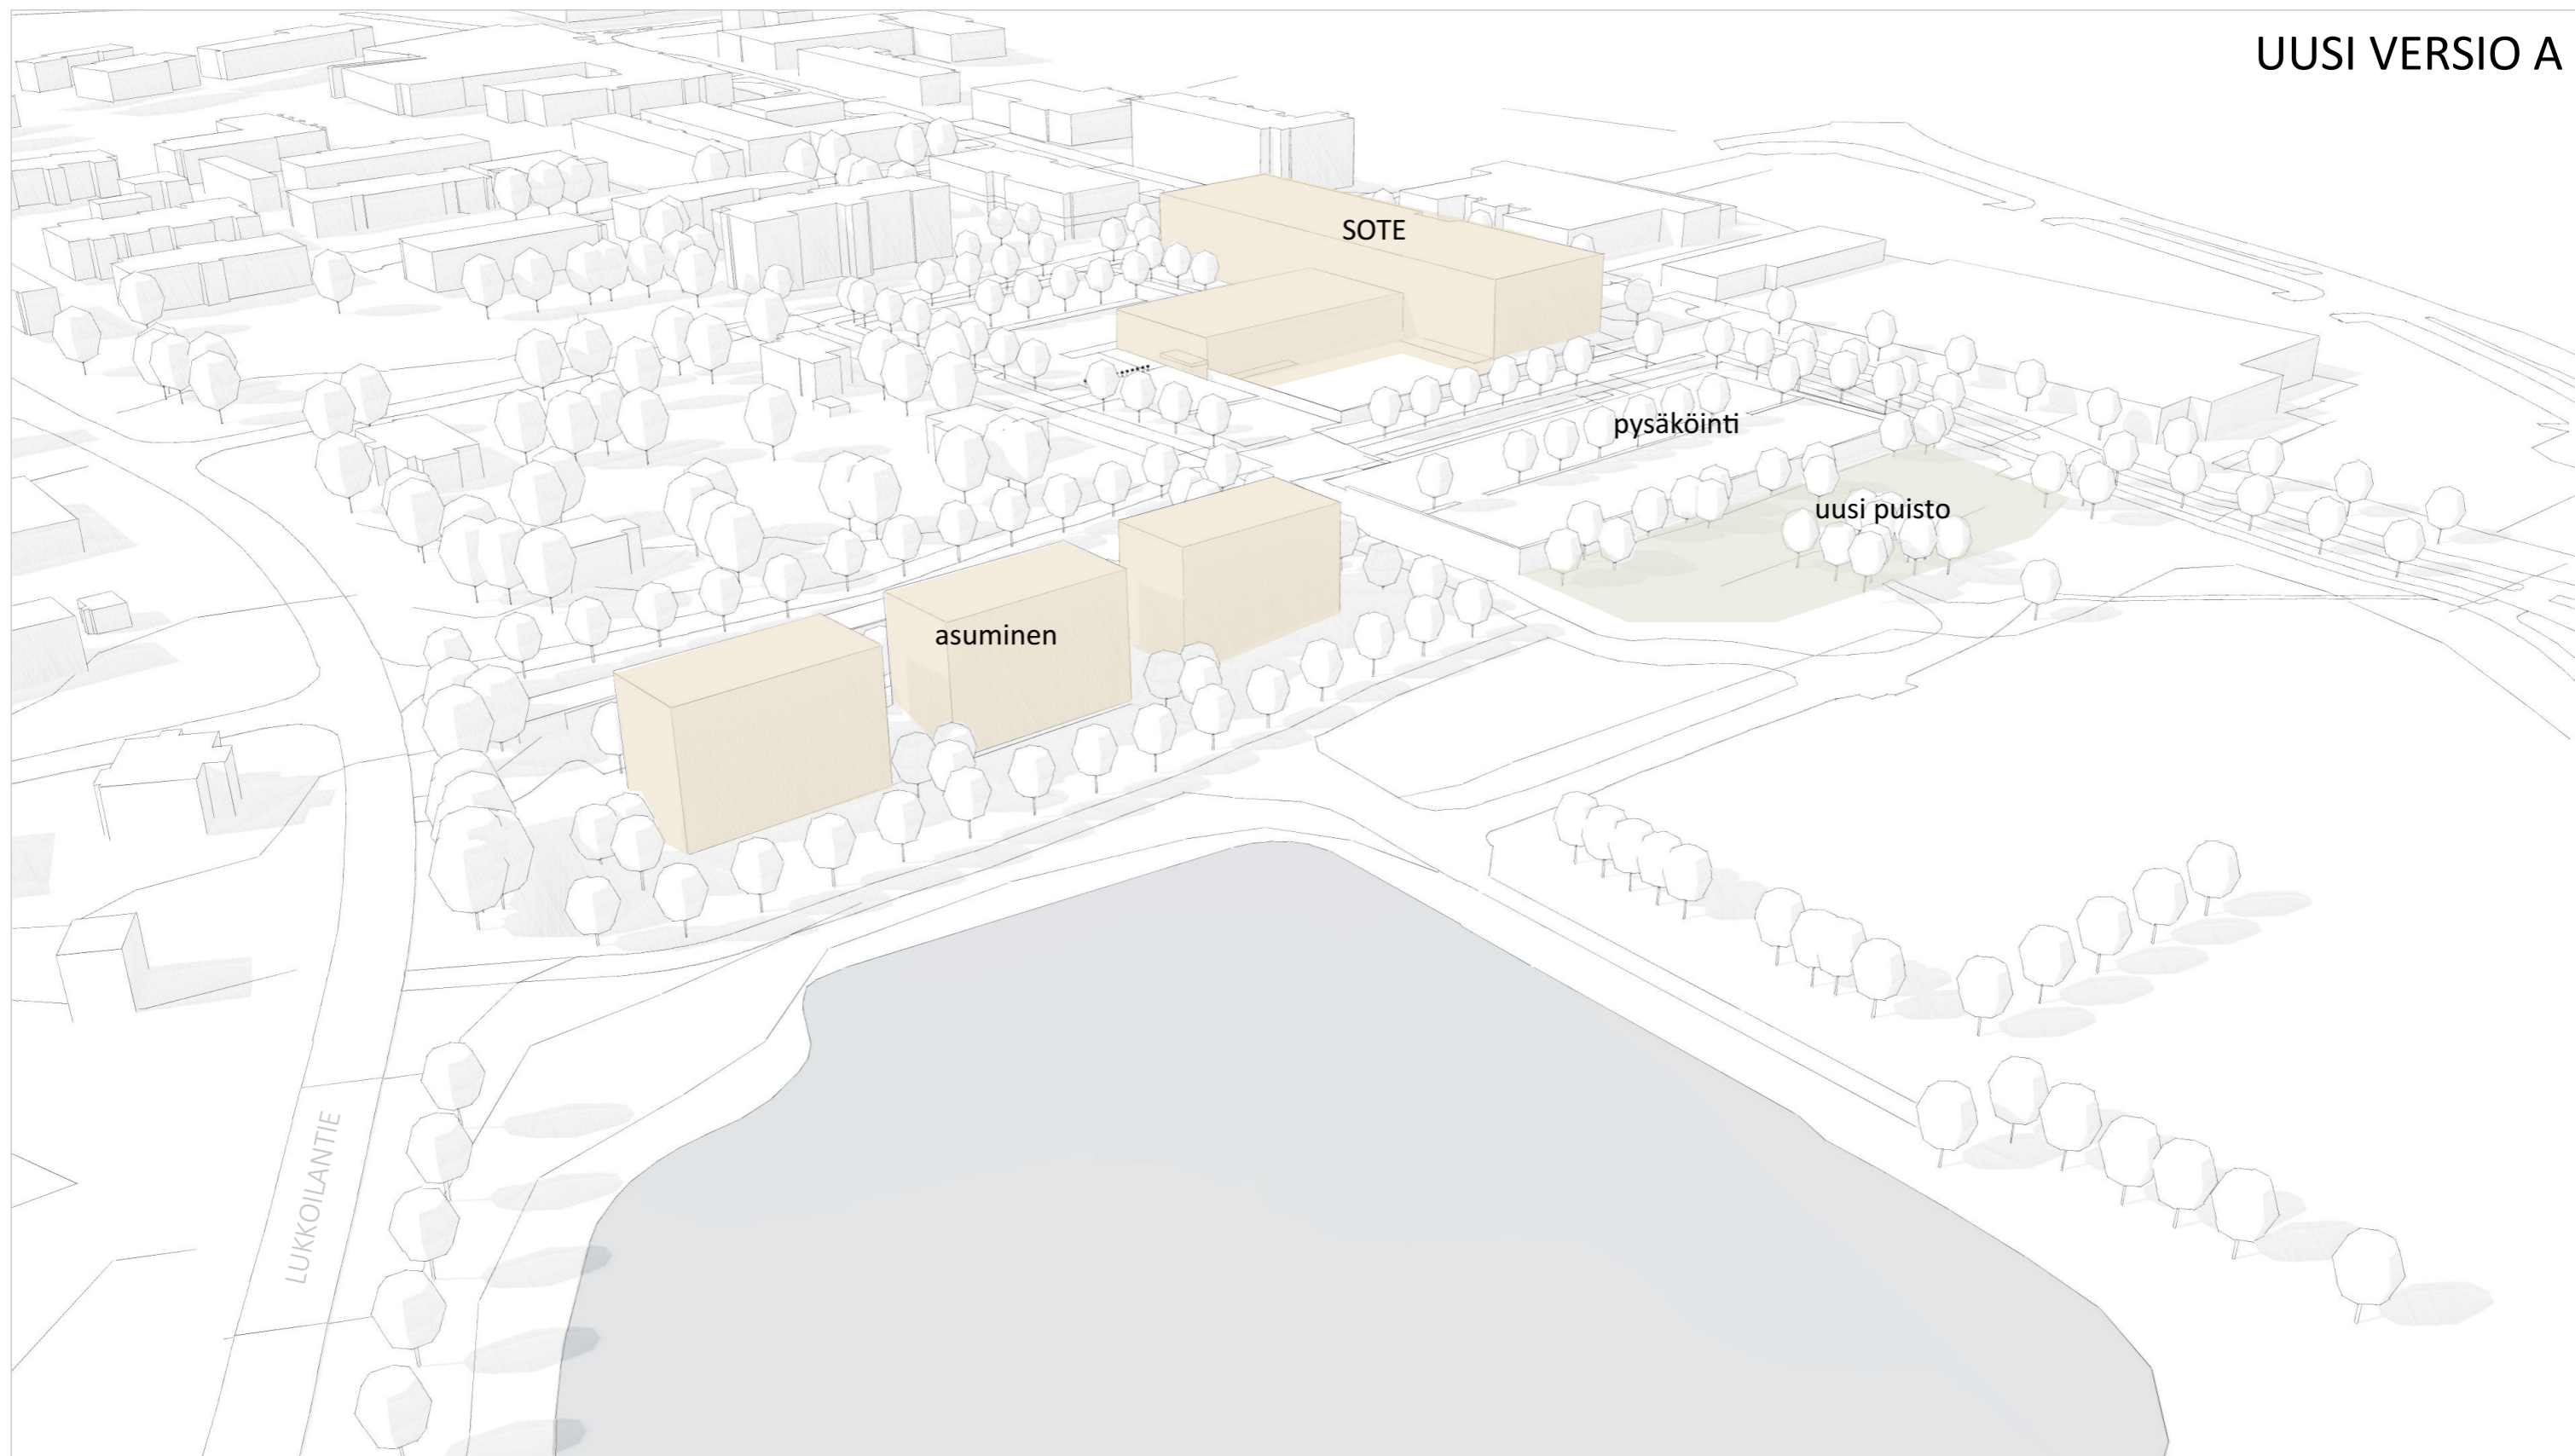 UUSI VERSIO A
SOTE
pysäköinti
uusi puisto
asuminen
LUKKOILANTIE